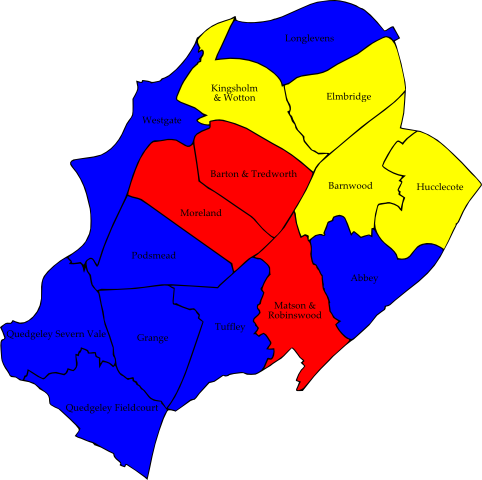 Longlevens
Kingsholm
& Wotton
Elmbridge
Westgate
Barton & Tredworth
Barnwood
Hucclecote
Moreland
Podsmead
Abbey
Matson &
Robinswood
Tuffley
Quedgeley Severn Vale
Grange
Quedgeley Fieldcourt